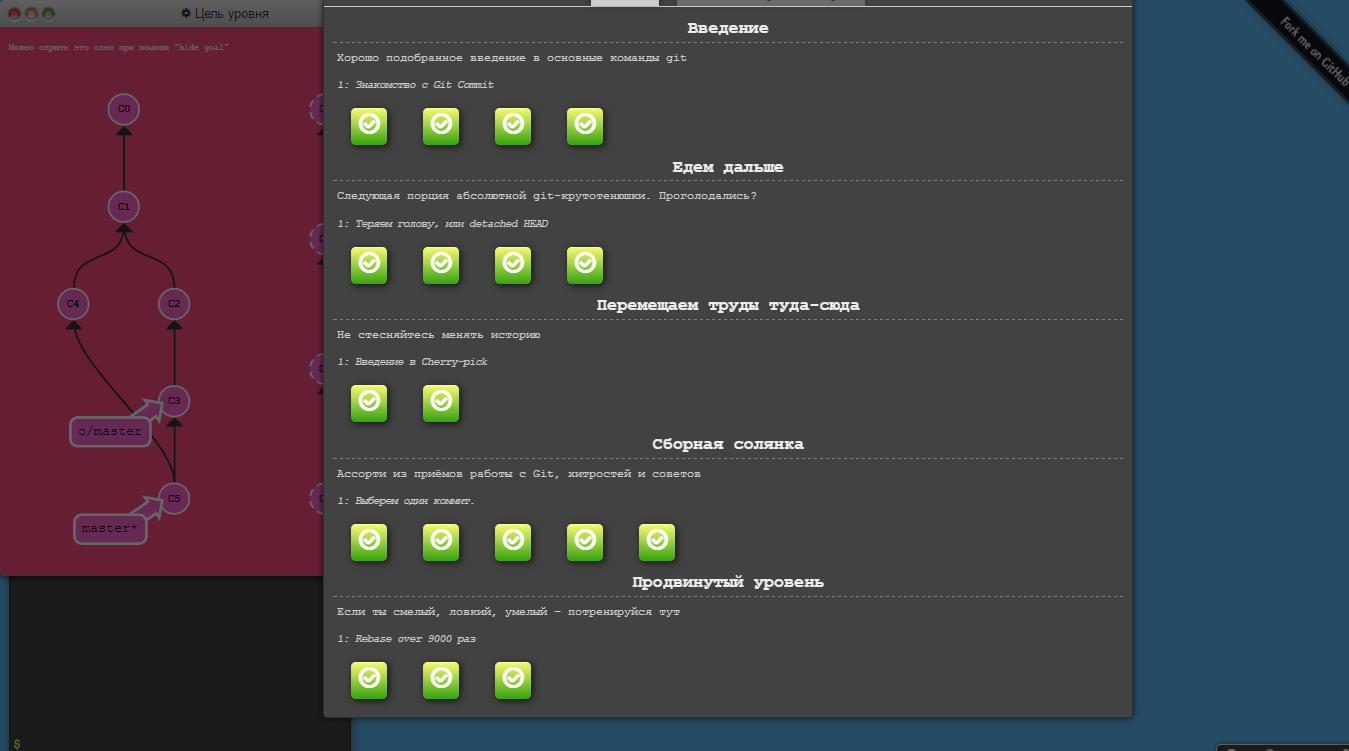 Цель уровня
Можно скрыть это окно при помощи "hide goal"
C0
C1
C4
C2
C3
o/master
C5
master*
$
Введение
Хорошо подобранное введение в основные команды git
1: Знакомство с Git Commit
Едем дальше
Следующая порция абсолютной git-крутотенюшки. Проголодались?
1: Теряем голову, или detached HEAD
Перемещаем труды туда-сюда
Не стесняйтесь менять историю
1: Введение в Cherry-pick
Сборная солянка
Ассорти из приёмов работы с Git, хитростей и советов
1: Выберем один коммит.
Продвинутый уровень
Если ты смелый, ловкий, умелый - потренируйся тут
1: Rebase over 9000 раз
Fork me on GitHub